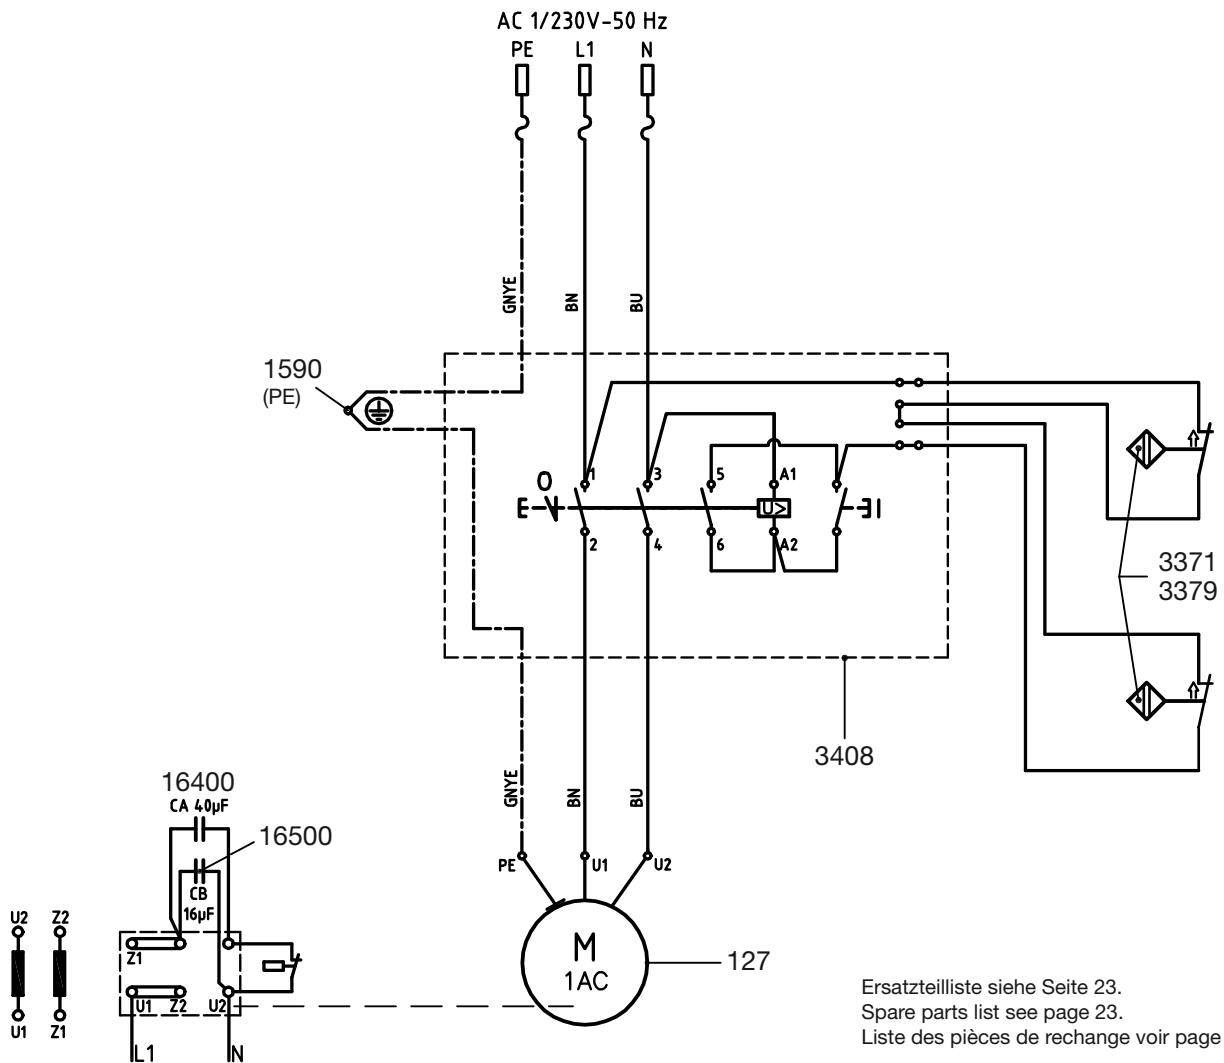 AC 1/230V-50 Hz
PE L1 N
GNYE BN BU
1590
(PE)
O 1 3 5 A1
U> I
2 4 6 A2
3371
3379
3408
GNYE BN BU
16400
CA 40µF
16500
CB
16µF
PE U1 U2
U2 Z2
Z1
M
1AC
127
U1 Z2 U2
U1 Z1
L1 N
Ersatzteilliste siehe Seite 23.
Spare parts list see page 23.
Liste des pièces de rechange voir page